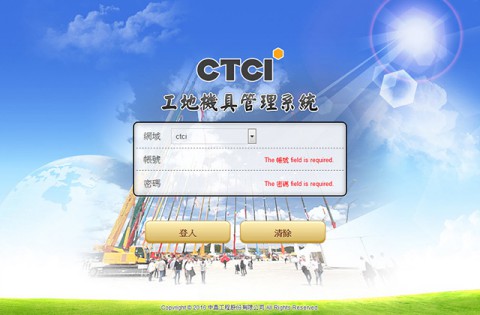 CTCI
工地機具管理系統
網域 ctci
帳號 The 帳號 field is required.
密碼 The 密碼 field is required.
登入 清除
Copyright © 2016 中鼎工程股份有限公司 All Rights Reserved.